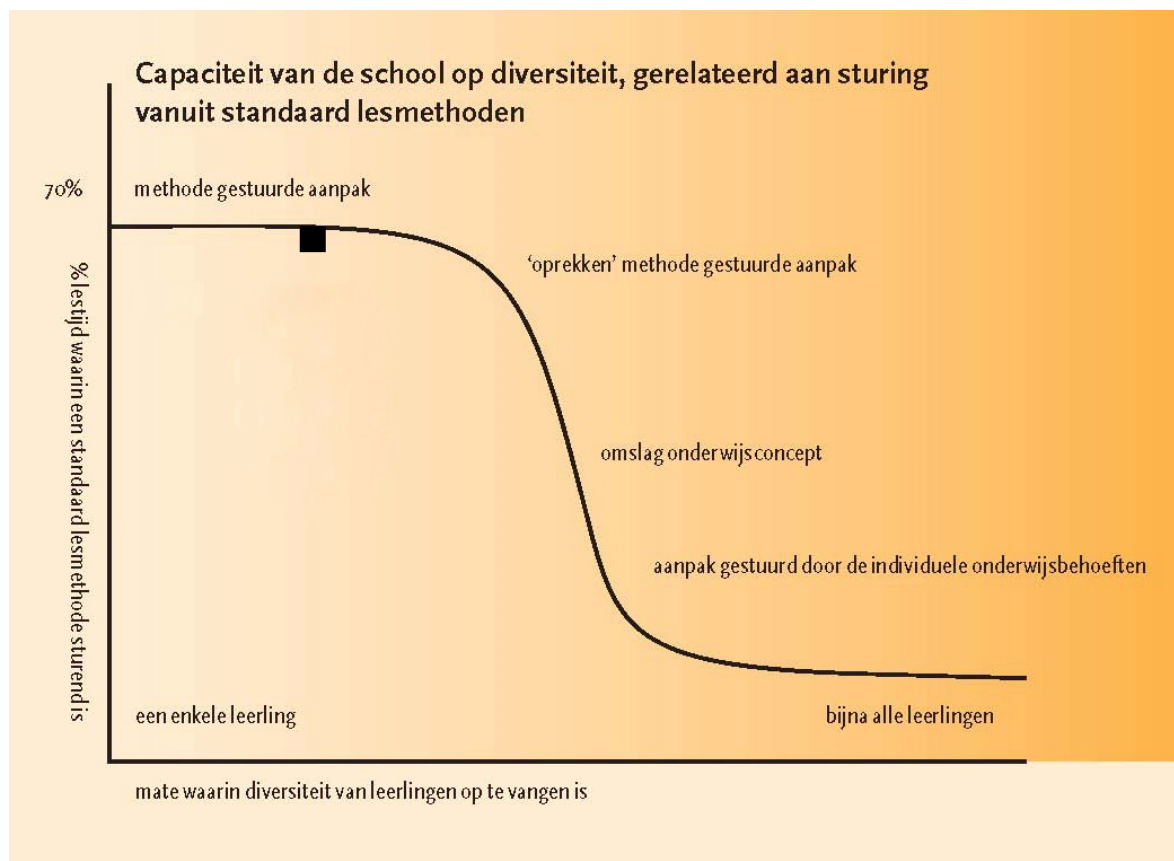 Capaciteit van de school op diversiteit, gerelateerd aan sturing
vanuit standaard lesmethoden
70%
methode gestuurde aanpak
‘oprekken’ methode gestuurde aanpak
% lestijd waarin een standaard lesmethode sturend is
omslag onderwijsconcept
aanpak gestuurd door de individuele onderwijsbehoeften
een enkele leerling
bijna alle leerlingen
mate waarin diversiteit van leerlingen op te vangen is